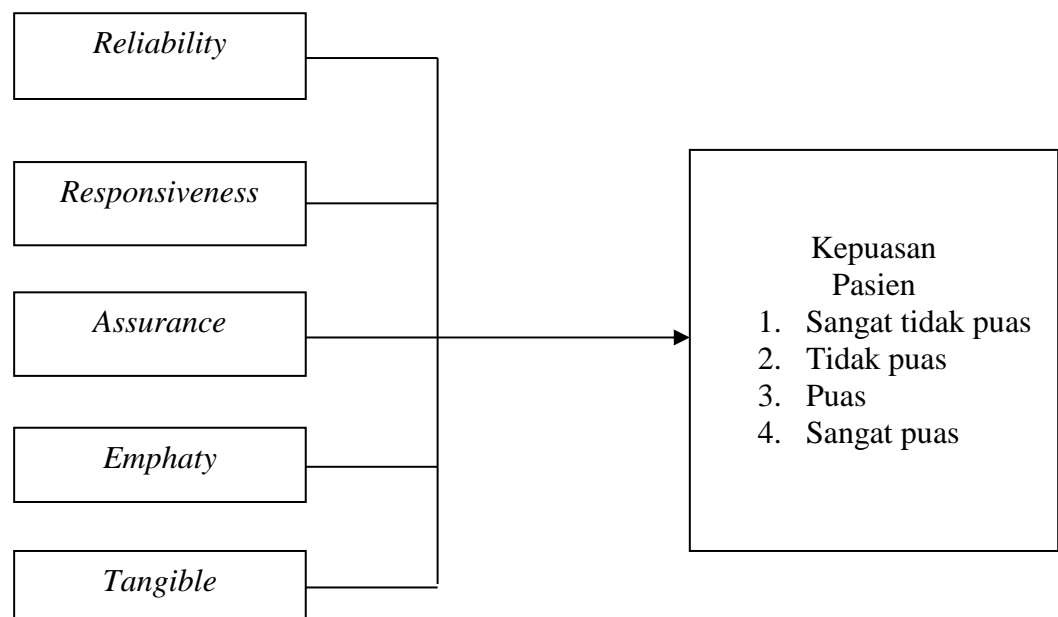 Reliability
Responsiveness
Assurance
Emphaty
Tangible
Kepuasan
Pasien
1. Sangat tidak puas
2. Tidak puas
3. Puas
4. Sangat puas